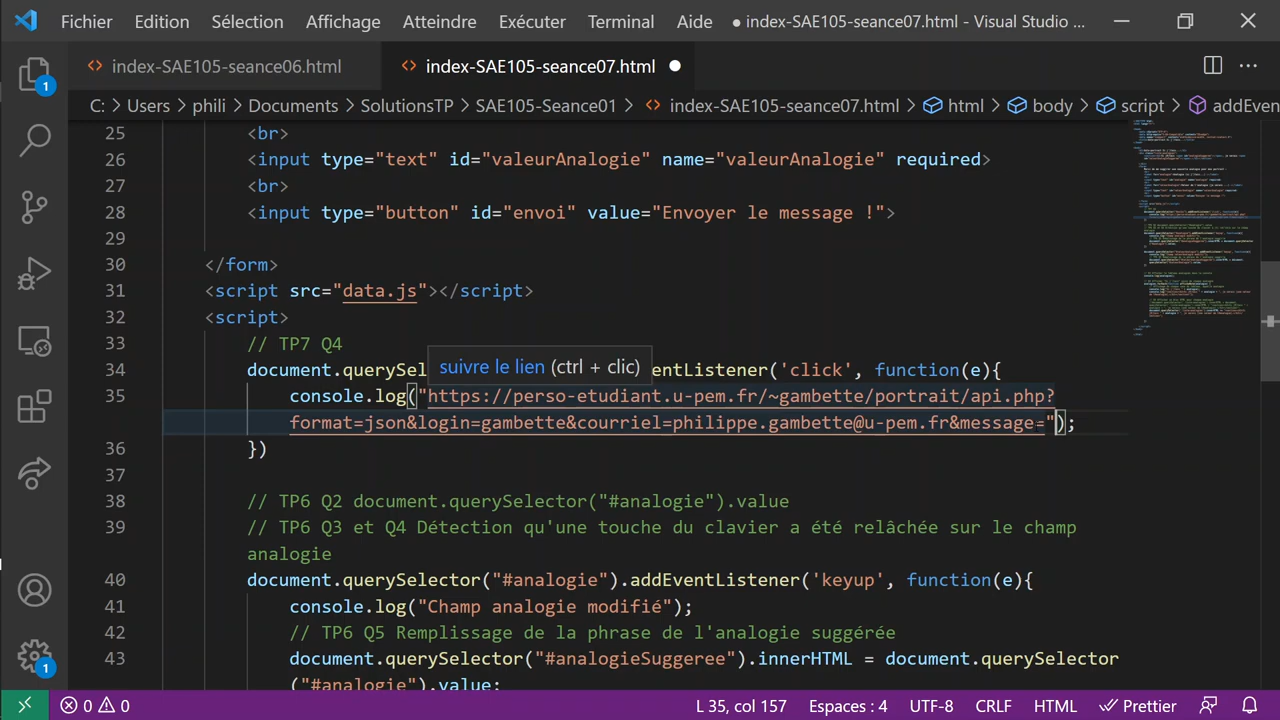 Fichier Edition Sélection Affichage Atteindre Exécuter Terminal Aide ● index-SAE105-seance07.html - Visual Studio ...
index-SAE105-seance06.html index-SAE105-seance07.html
C: > Users > phili > Documents > SolutionsTP > SAE105-Seance01 > index-SAE105-seance07.html > html > body > script > addEven
25 <br>
26 <input type="text" id="valeurAnalogie" name="valeurAnalogie" required>
27 <br>
28 <input type="button" id="envoi" value="Envoyer le message !">
29
30 </form>
31 <script src="data.js"></script>
32 <script>
33 // TP7 Q4
suivre le lien (ctrl + clic)
34 document.querySel entListener('click', function(e){
35 console.log("https://perso-etudiant.u-pem.fr/~gambette/portrait/api.php?
format=json&login=gambette&courriel=philippe.gambette@u-pem.fr&message=");
36 })
37
38 // TP6 Q2 document.querySelector("#analogie").value
39 // TP6 Q3 et Q4 Détection qu'une touche du clavier a été relâchée sur le champ
analogie
40 document.querySelector("#analogie").addEventListener('keyup', function(e){
41 console.log("Champ analogie modifié");
42 // TP6 Q5 Remplissage de la phrase de l'analogie suggérée
43 document.querySelector("#analogieSuggeree").innerHTML = document.querySelector
("#analogie").value;
1
1
0 0 L 35, col 157 Espaces : 4 UTF-8 CRLF HTML Prettier